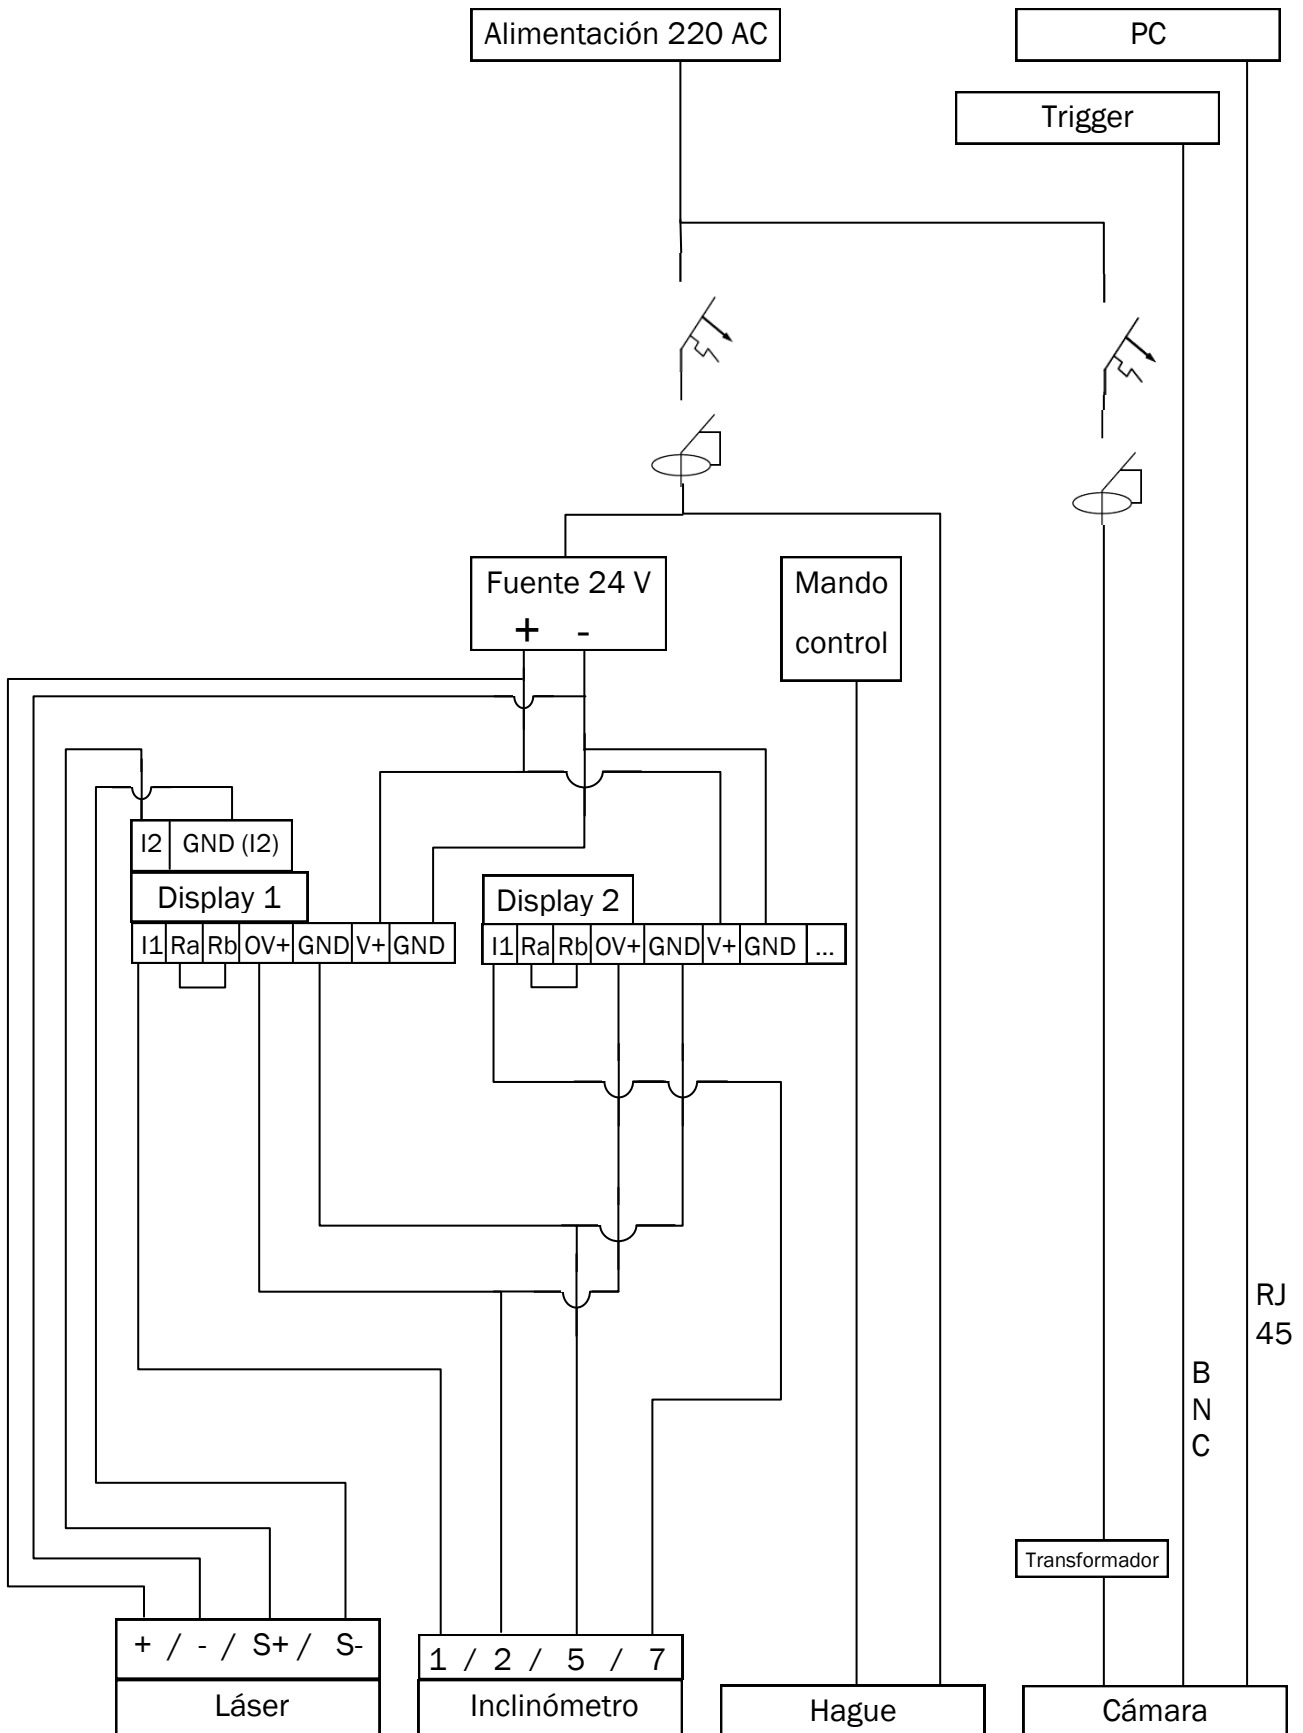 Alimentación 220 AC
PC
Trigger
Fuente 24 V
+ -
Mando
control
I2 GND (I2)
Display 1
I1 Ra Rb OV+ GND V+ GND
Display 2
I1 Ra Rb OV+ GND V+ GND ...
RJ
45
B
N
C
Transformador
+ / - / S+ / S-
Láser
1 / 2 / 5 / 7
Inclinómetro
Hague
Cámara